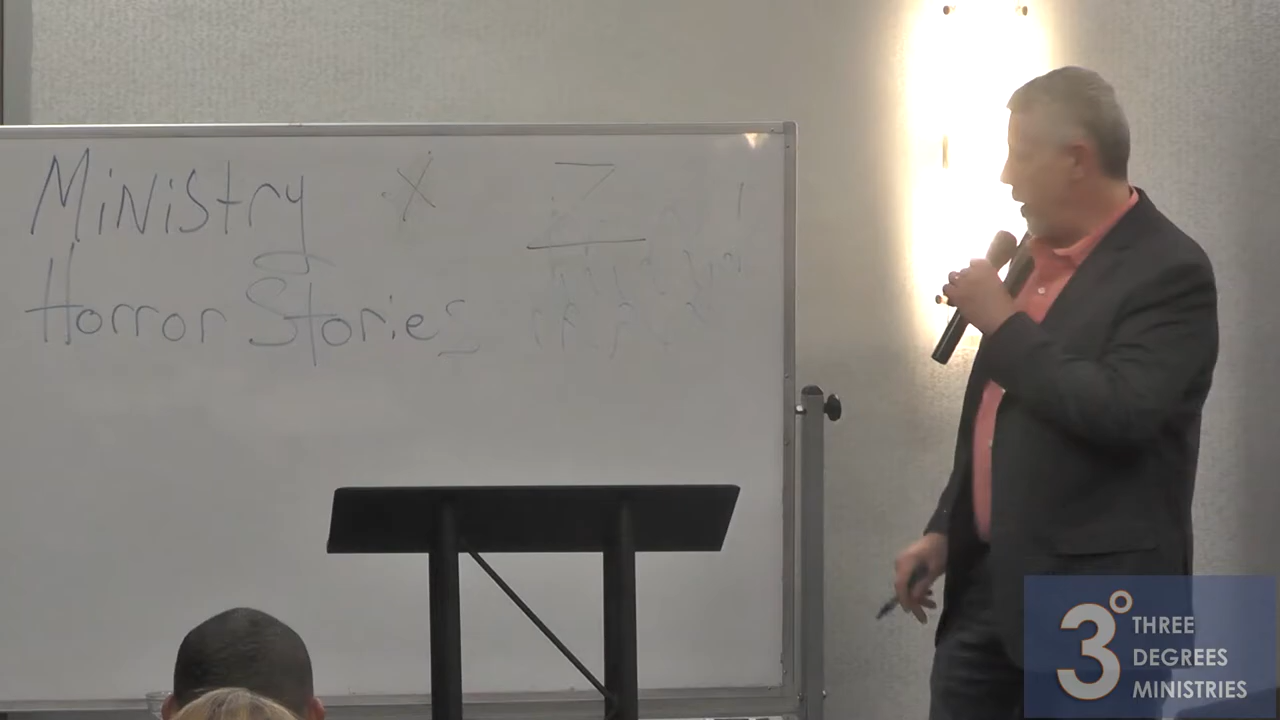 Ministry X Z
Horror Stories
3°
THREE
DEGREES
MINISTRIES